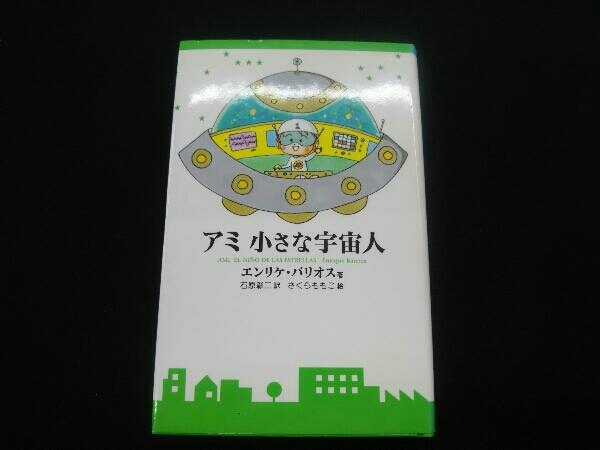 アミ 小さな宇宙人
AMI, EL NIÑO DE LAS ESTRELLAS Enrique Barrios
エンリケ・バリオス 著
石原彰二 訳 さくらももこ 絵